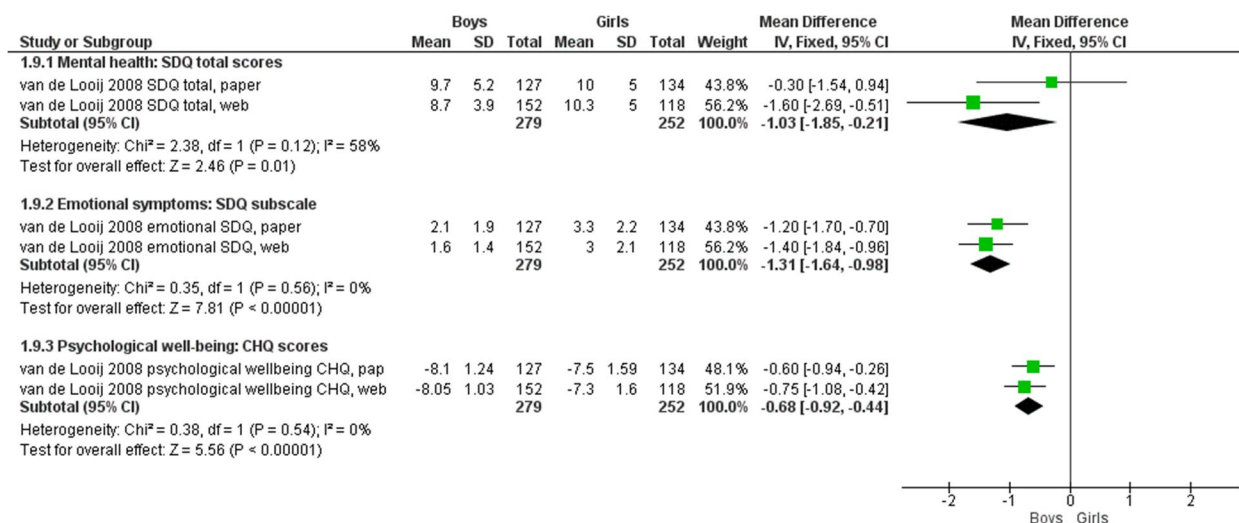 Boys Girls Mean Difference Mean Difference
Study or Subgroup Mean SD Total Mean SD Total Weight IV, Fixed, 95% CI IV, Fixed, 95% CI
1.9.1 Mental health: SDQ total scores
van de Looij 2008 SDQ total, paper 9.7 5.2 127 10 5 134 43.8% -0.30 [-1.54, 0.94]
van de Looij 2008 SDQ total, web 8.7 3.9 152 10.3 5 118 56.2% -1.60 [-2.69, -0.51]
Subtotal (95% CI) 279 252 100.0% -1.03 [-1.85, -0.21]
Heterogeneity: Chi² = 2.38, df = 1 (P = 0.12); I² = 58%
Test for overall effect: Z = 2.46 (P = 0.01)
1.9.2 Emotional symptoms: SDQ subscale
van de Looij 2008 emotional SDQ, paper 2.1 1.9 127 3.3 2.2 134 43.8% -1.20 [-1.70, -0.70]
van de Looij 2008 emotional SDQ, web 1.6 1.4 152 3 2.1 118 56.2% -1.40 [-1.84, -0.96]
Subtotal (95% CI) 279 252 100.0% -1.31 [-1.64, -0.98]
Heterogeneity: Chi² = 0.35, df = 1 (P = 0.56); I² = 0%
Test for overall effect: Z = 7.81 (P < 0.00001)
1.9.3 Psychological well-being: CHQ scores
van de Looij 2008 psychological wellbeing CHQ, pap -8.1 1.24 127 -7.5 1.59 134 48.1% -0.60 [-0.94, -0.26]
van de Looij 2008 psychological wellbeing CHQ, web -8.05 1.03 152 -7.3 1.6 118 51.9% -0.75 [-1.08, -0.42]
Subtotal (95% CI) 279 252 100.0% -0.68 [-0.92, -0.44]
Heterogeneity: Chi² = 0.38, df = 1 (P = 0.54); I² = 0%
Test for overall effect: Z = 5.56 (P < 0.00001)
-2 -1 0 1 2
Boys Girls